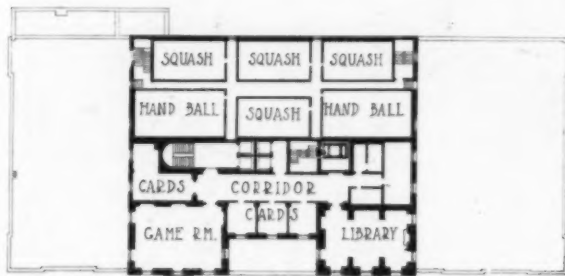 SQUASH SQUASH SQUASH
HAND BALL SQUASH HAND BALL
CARDS CORRIDOR
CARDS
GAME RM. LIBRARY